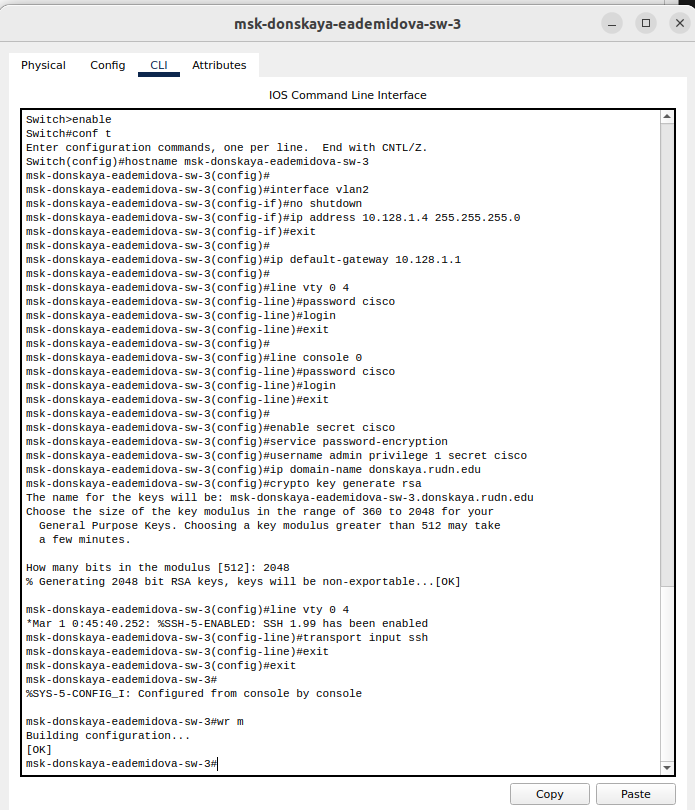 msk-donskaya-eademidova-sw-3
Physical Config CLI Attributes
IOS Command Line Interface
Switch>enable
Switch#conf t
Enter configuration commands, one per line.  End with CNTL/Z.
Switch(config)#hostname msk-donskaya-eademidova-sw-3
msk-donskaya-eademidova-sw-3(config)#
msk-donskaya-eademidova-sw-3(config)#interface vlan2
msk-donskaya-eademidova-sw-3(config-if)#no shutdown
msk-donskaya-eademidova-sw-3(config-if)#ip address 10.128.1.4 255.255.255.0
msk-donskaya-eademidova-sw-3(config-if)#exit
msk-donskaya-eademidova-sw-3(config)#
msk-donskaya-eademidova-sw-3(config)#ip default-gateway 10.128.1.1
msk-donskaya-eademidova-sw-3(config)#
msk-donskaya-eademidova-sw-3(config)#line vty 0 4
msk-donskaya-eademidova-sw-3(config-line)#password cisco
msk-donskaya-eademidova-sw-3(config-line)#login
msk-donskaya-eademidova-sw-3(config-line)#exit
msk-donskaya-eademidova-sw-3(config)#
msk-donskaya-eademidova-sw-3(config)#line console 0
msk-donskaya-eademidova-sw-3(config-line)#password cisco
msk-donskaya-eademidova-sw-3(config-line)#login
msk-donskaya-eademidova-sw-3(config-line)#exit
msk-donskaya-eademidova-sw-3(config)#
msk-donskaya-eademidova-sw-3(config)#enable secret cisco
msk-donskaya-eademidova-sw-3(config)#service password-encryption
msk-donskaya-eademidova-sw-3(config)#username admin privilege 1 secret cisco
msk-donskaya-eademidova-sw-3(config)#ip domain-name donskaya.rudn.edu
msk-donskaya-eademidova-sw-3(config)#crypto key generate rsa
The name for the keys will be: msk-donskaya-eademidova-sw-3.donskaya.rudn.edu
Choose the size of the key modulus in the range of 360 to 2048 for your
  General Purpose Keys. Choosing a key modulus greater than 512 may take
  a few minutes.
How many bits in the modulus [512]: 2048
% Generating 2048 bit RSA keys, keys will be non-exportable...[OK]
msk-donskaya-eademidova-sw-3(config)#line vty 0 4
*Mar 1 0:45:40.252: %SSH-5-ENABLED: SSH 1.99 has been enabled
msk-donskaya-eademidova-sw-3(config-line)#transport input ssh
msk-donskaya-eademidova-sw-3(config-line)#exit
msk-donskaya-eademidova-sw-3(config)#exit
msk-donskaya-eademidova-sw-3#
%SYS-5-CONFIG_I: Configured from console by console
msk-donskaya-eademidova-sw-3#wr m
Building configuration...
[OK]
msk-donskaya-eademidova-sw-3#
Copy Paste